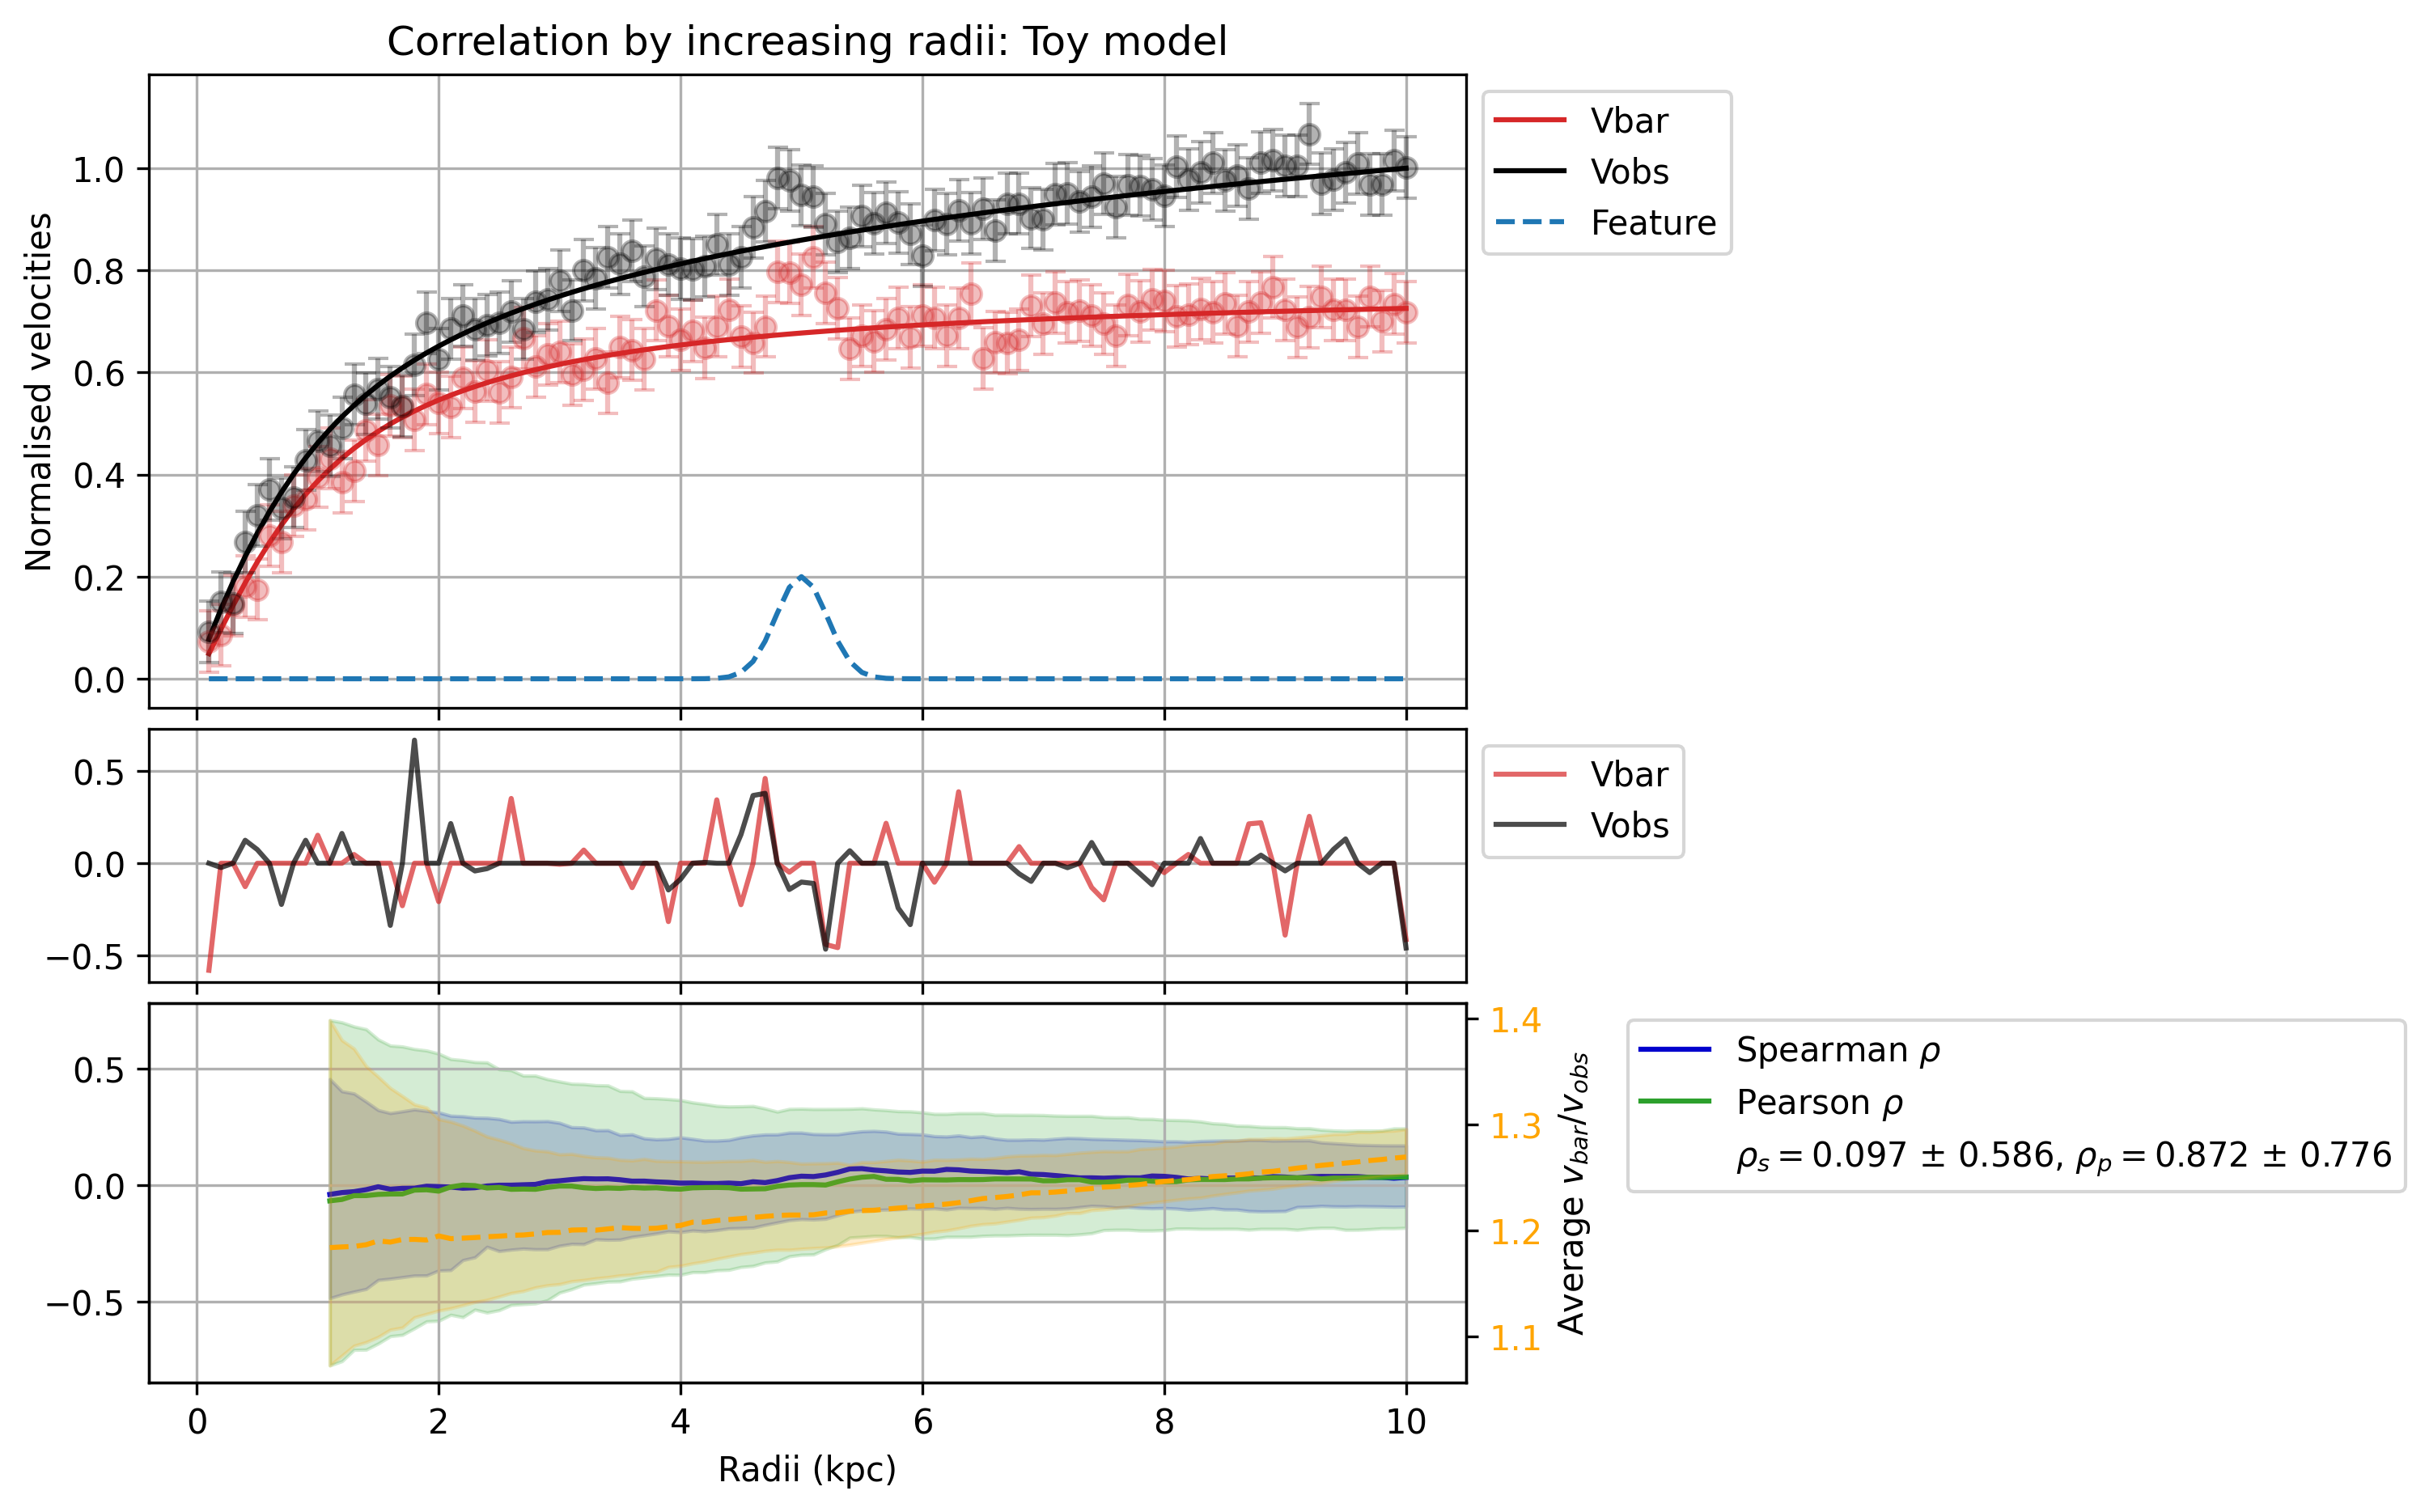 Correlation by increasing radii: Toy model
Normalised velocities
1.0
0.8
0.6
0.4
0.2
0.0
Vbar
Vobs
Feature
0.5
0.0
−0.5
Vbar
Vobs
0.5
0.0
−0.5
1.4
1.3
1.2
1.1
Average v_bar/v_obs
Spearman ρ
Pearson ρ
ρ_s = 0.097 ± 0.586, ρ_p = 0.872 ± 0.776
0 2 4 6 8 10
Radii (kpc)